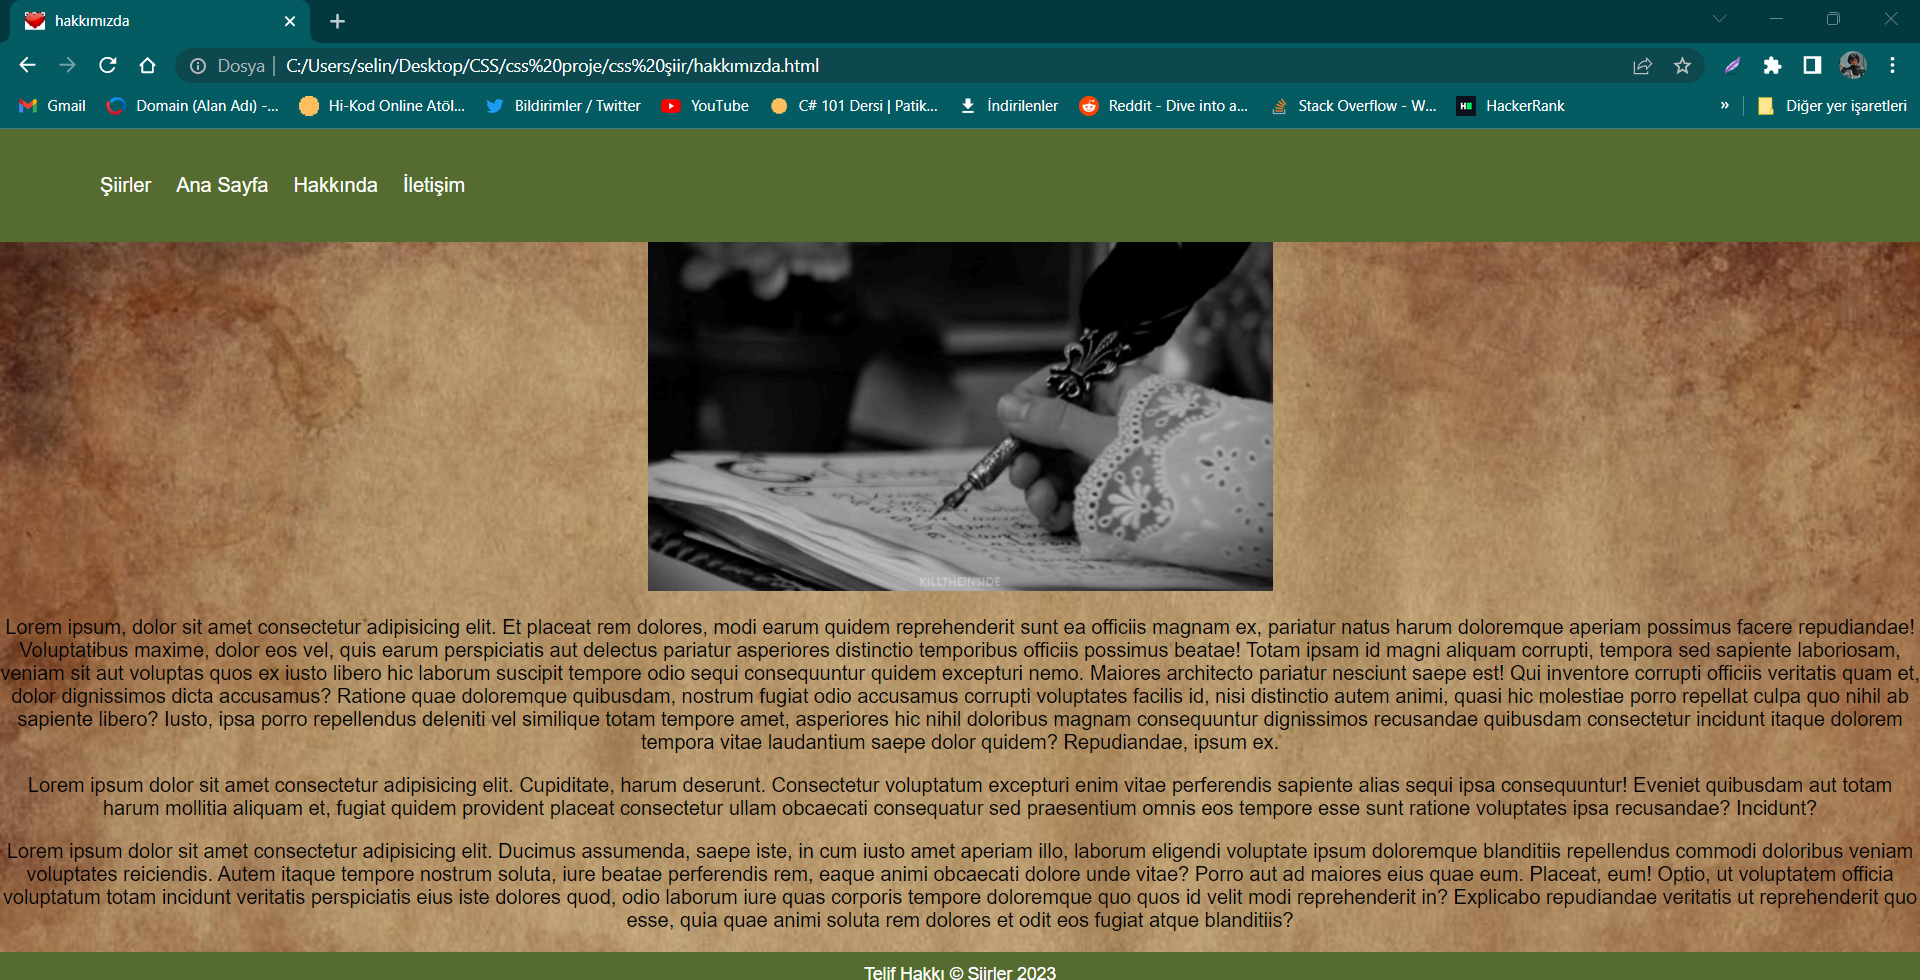 hakkımızda
Dosya C:/Users/selin/Desktop/CSS/css%20proje/css%20şiir/hakkımızda.html
Gmail Domain (Alan Adı) -... Hi-Kod Online Atöl... Bildirimler / Twitter YouTube C# 101 Dersi | Patik... İndirilenler Reddit - Dive into a... Stack Overflow - W... HackerRank » Diğer yer işaretleri
Şiirler Ana Sayfa Hakkında İletişim
KILLTHEINSIDE
Lorem ipsum, dolor sit amet consectetur adipisicing elit. Et placeat rem dolores, modi earum quidem reprehenderit sunt ea officiis magnam ex, pariatur natus harum doloremque aperiam possimus facere repudiandae!
Voluptatibus maxime, dolor eos vel, quis earum perspiciatis aut delectus pariatur asperiores distinctio temporibus officiis possimus beatae! Totam ipsam id magni aliquam corrupti, tempora sed sapiente laboriosam,
veniam sit aut voluptas quos ex iusto libero hic laborum suscipit tempore odio sequi consequuntur quidem excepturi nemo. Maiores architecto pariatur nesciunt saepe est! Qui inventore corrupti officiis veritatis quam et,
dolor dignissimos dicta accusamus? Ratione quae doloremque quibusdam, nostrum fugiat odio accusamus corrupti voluptates facilis id, nisi distinctio autem animi, quasi hic molestiae porro repellat culpa quo nihil ab
sapiente libero? Iusto, ipsa porro repellendus deleniti vel similique totam tempore amet, asperiores hic nihil doloribus magnam consequuntur dignissimos recusandae quibusdam consectetur incidunt itaque dolorem
tempora vitae laudantium saepe dolor quidem? Repudiandae, ipsum ex.
Lorem ipsum dolor sit amet consectetur adipisicing elit. Cupiditate, harum deserunt. Consectetur voluptatum excepturi enim vitae perferendis sapiente alias sequi ipsa consequuntur! Eveniet quibusdam aut totam
harum mollitia aliquam et, fugiat quidem provident placeat consectetur ullam obcaecati consequatur sed praesentium omnis eos tempore esse sunt ratione voluptates ipsa recusandae? Incidunt?
Lorem ipsum dolor sit amet consectetur adipisicing elit. Ducimus assumenda, saepe iste, in cum iusto amet aperiam illo, laborum eligendi voluptate ipsum doloremque blanditiis repellendus commodi doloribus veniam
voluptates reiciendis. Autem itaque tempore nostrum soluta, iure beatae perferendis rem, eaque animi obcaecati dolore unde vitae? Porro aut ad maiores eius quae eum. Placeat, eum! Optio, ut voluptatem officia
voluptatum totam incidunt veritatis perspiciatis eius iste dolores quod, odio laborum iure quas corporis tempore doloremque quo quos id velit modi reprehenderit in? Explicabo repudiandae veritatis ut reprehenderit quo
esse, quia quae animi soluta rem dolores et odit eos fugiat atque blanditiis?
Telif Hakkı © Şiirler 2023